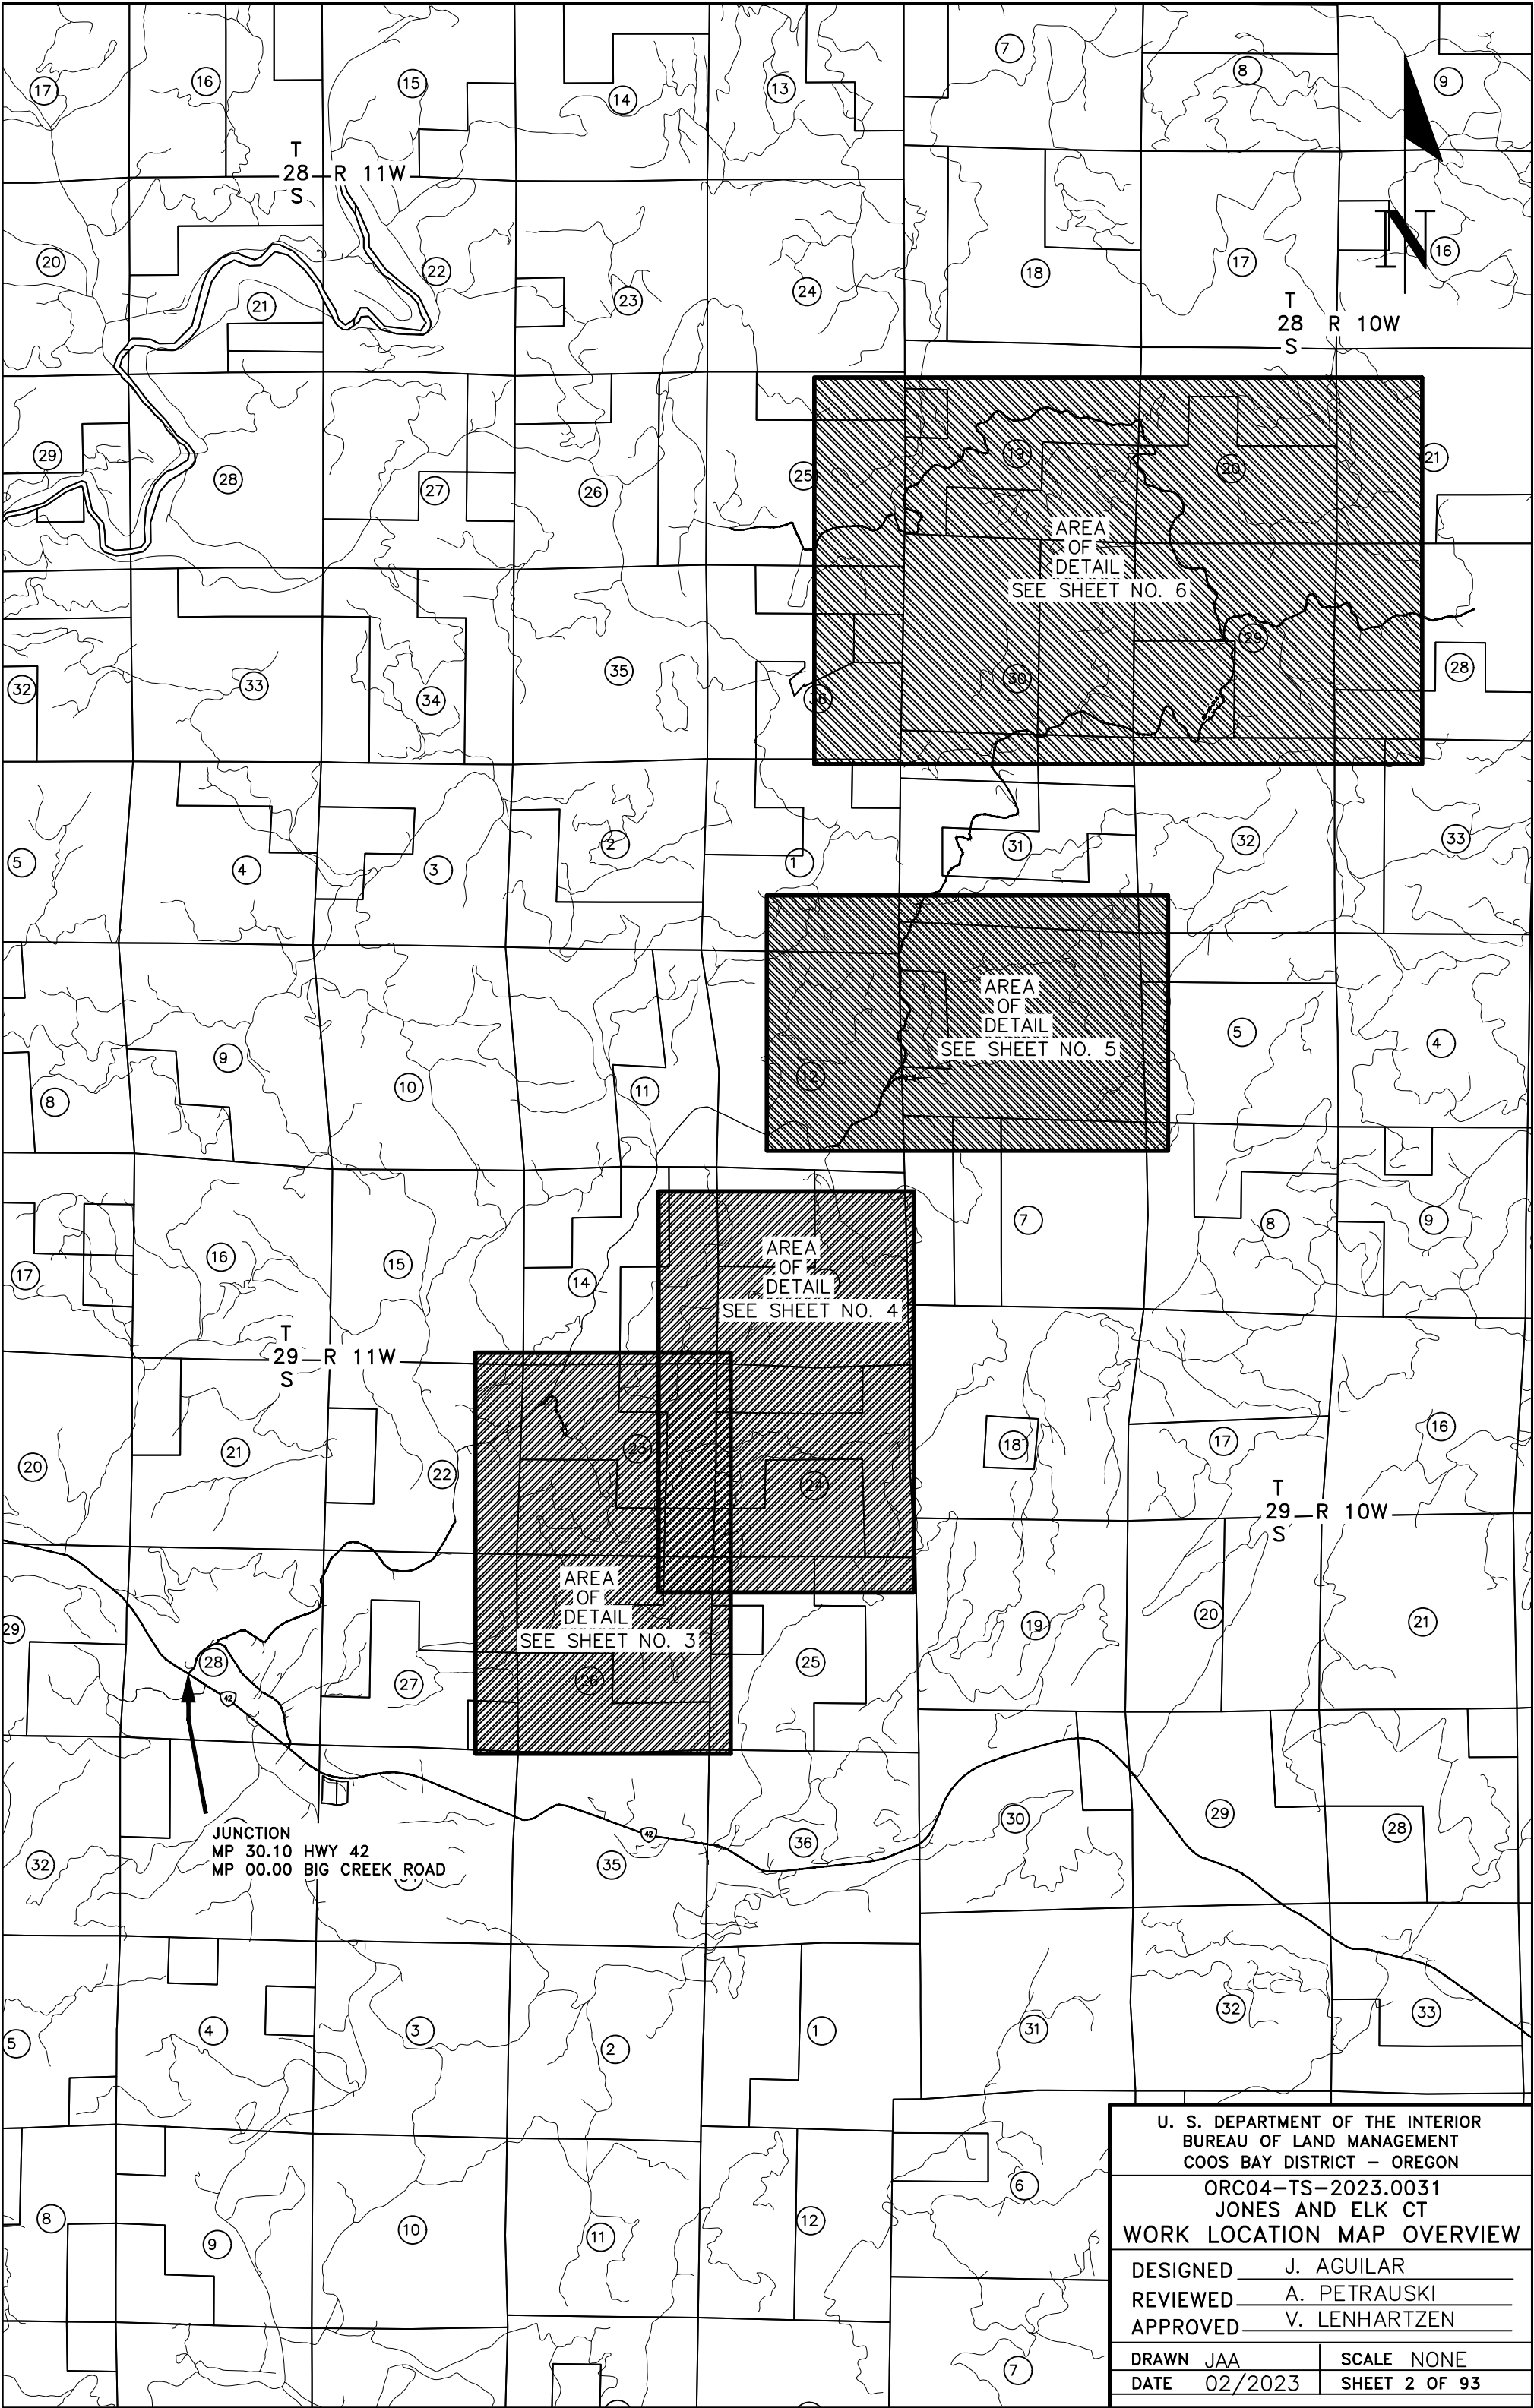 17
16
15
14
13
7
8
9
T
28 R 11W
S
20
21
22
23
24
18
17
16
N
T
28 R 10W
S
29
28
27
26
25
19
20
21
AREA
OF
DETAIL
SEE SHEET NO. 6
32
33
34
35
36
30
29
28
5
4
3
2
1
31
32
33
AREA
OF
DETAIL
SEE SHEET NO. 5
8
9
10
11
12
5
4
17
16
15
14
7
8
9
AREA
OF
DETAIL
SEE SHEET NO. 4
T
29 R 11W
S
20
21
22
23
24
18
17
16
T
29 R 10W
S
AREA
OF
DETAIL
SEE SHEET NO. 3
29
28
27
26
25
19
20
21
42
JUNCTION
MP 30.10 HWY 42
MP 00.00 BIG CREEK ROAD
32
35
42
36
30
29
28
5
4
3
2
1
31
32
33
8
9
10
11
12
6
7
U. S. DEPARTMENT OF THE INTERIOR
BUREAU OF LAND MANAGEMENT
COOS BAY DISTRICT – OREGON
ORC04–TS–2023.0031
JONES AND ELK CT
WORK LOCATION MAP OVERVIEW
DESIGNED J. AGUILAR
REVIEWED A. PETRAUSKI
APPROVED V. LENHARTZEN
DRAWN JAA SCALE NONE
DATE 02/2023 SHEET 2 OF 93